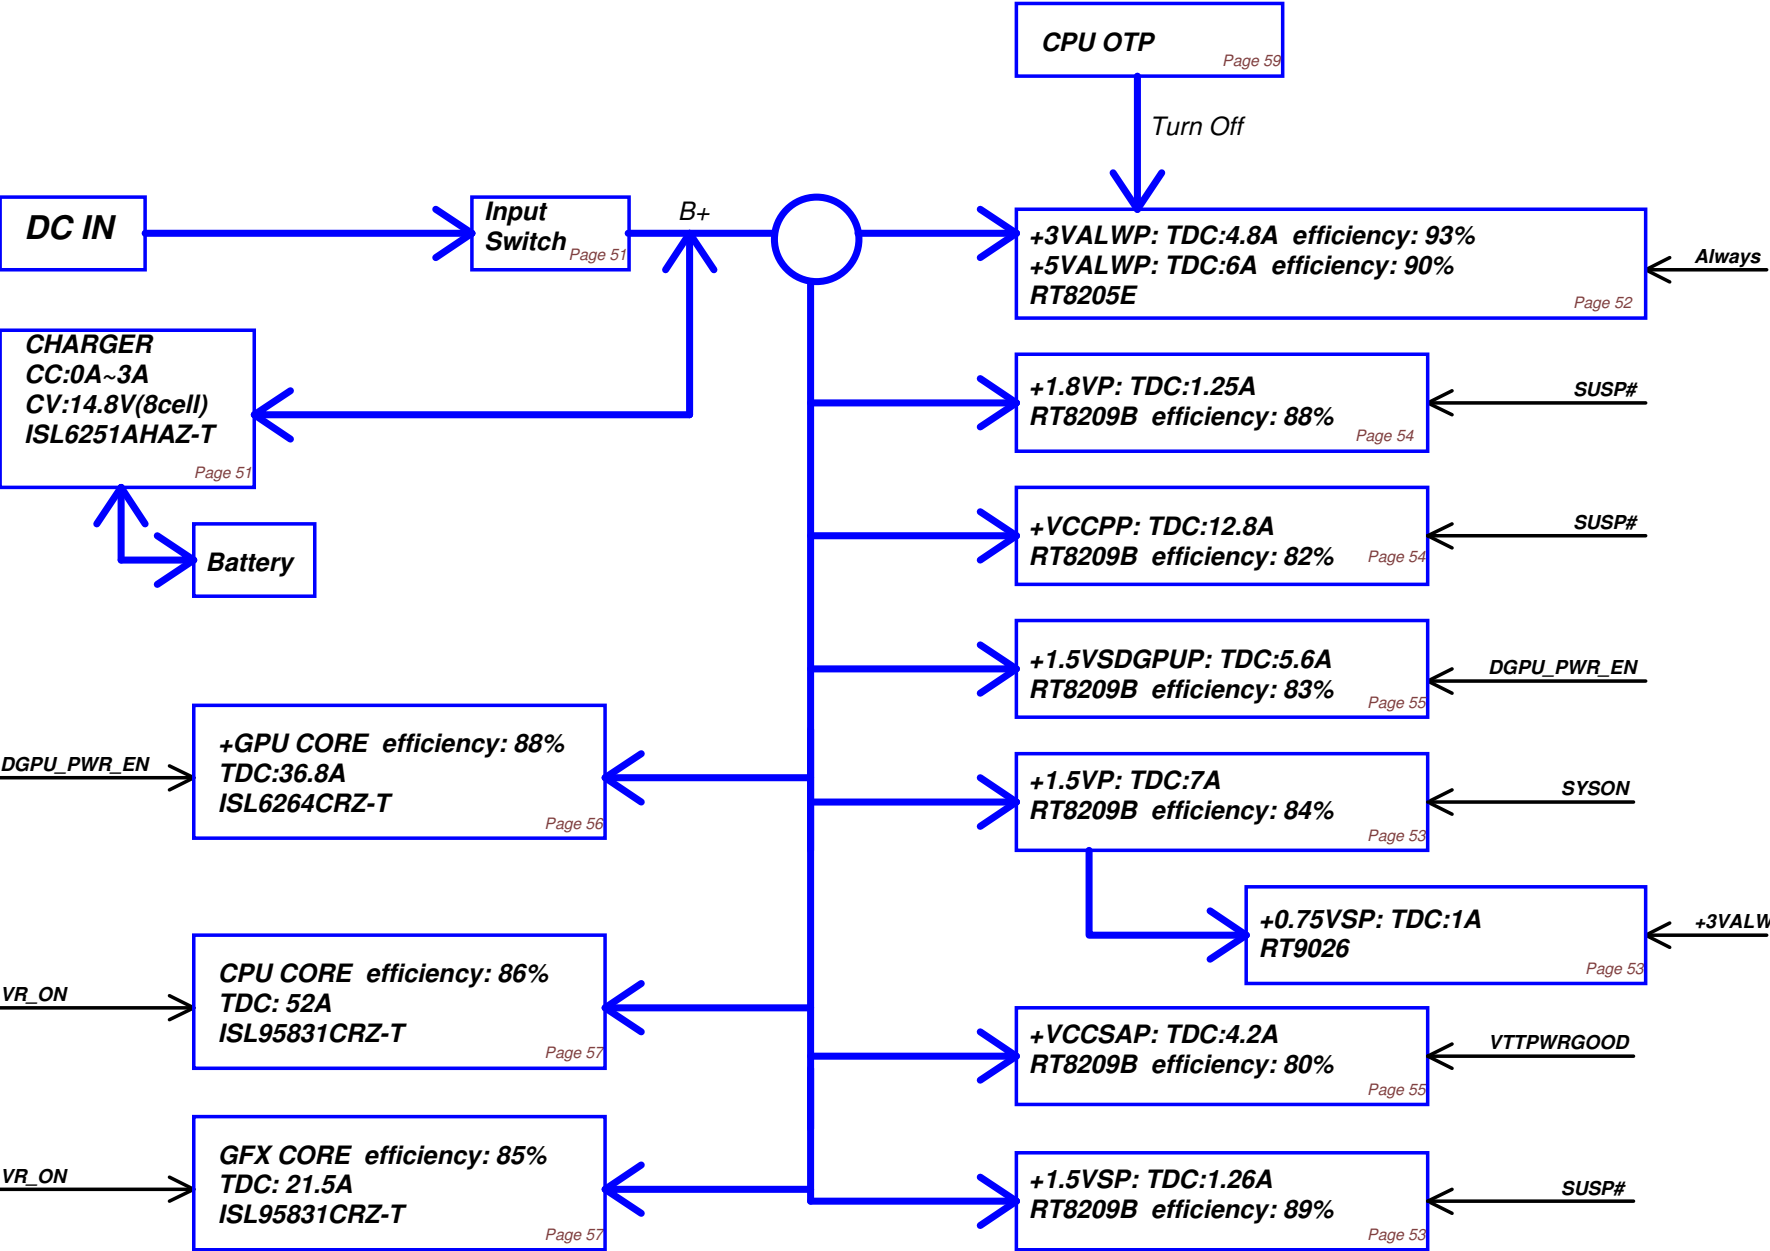 CPU OTP
Page 59
Turn Off
DC IN
Input
Switch
Page 51
B+
+3VALWP: TDC:4.8A efficiency: 93%
+5VALWP: TDC:6A efficiency: 90%
RT8205E
Page 52
Always
CHARGER
CC:0A~3A
CV:14.8V(8cell)
ISL6251AHAZ-T
Page 51
Battery
+1.8VP: TDC:1.25A
RT8209B efficiency: 88%
Page 54
SUSP#
+VCCPP: TDC:12.8A
RT8209B efficiency: 82%
Page 54
SUSP#
+1.5VSDGPUP: TDC:5.6A
RT8209B efficiency: 83%
Page 55
DGPU_PWR_EN
DGPU_PWR_EN
+GPU CORE efficiency: 88%
TDC:36.8A
ISL6264CRZ-T
Page 56
+1.5VP: TDC:7A
RT8209B efficiency: 84%
Page 53
SYSON
+0.75VSP: TDC:1A
RT9026
Page 53
+3VALW
VR_ON
CPU CORE efficiency: 86%
TDC: 52A
ISL95831CRZ-T
Page 57
+VCCSAP: TDC:4.2A
RT8209B efficiency: 80%
Page 55
VTTPWRGOOD
VR_ON
GFX CORE efficiency: 85%
TDC: 21.5A
ISL95831CRZ-T
Page 57
+1.5VSP: TDC:1.26A
RT8209B efficiency: 89%
Page 53
SUSP#